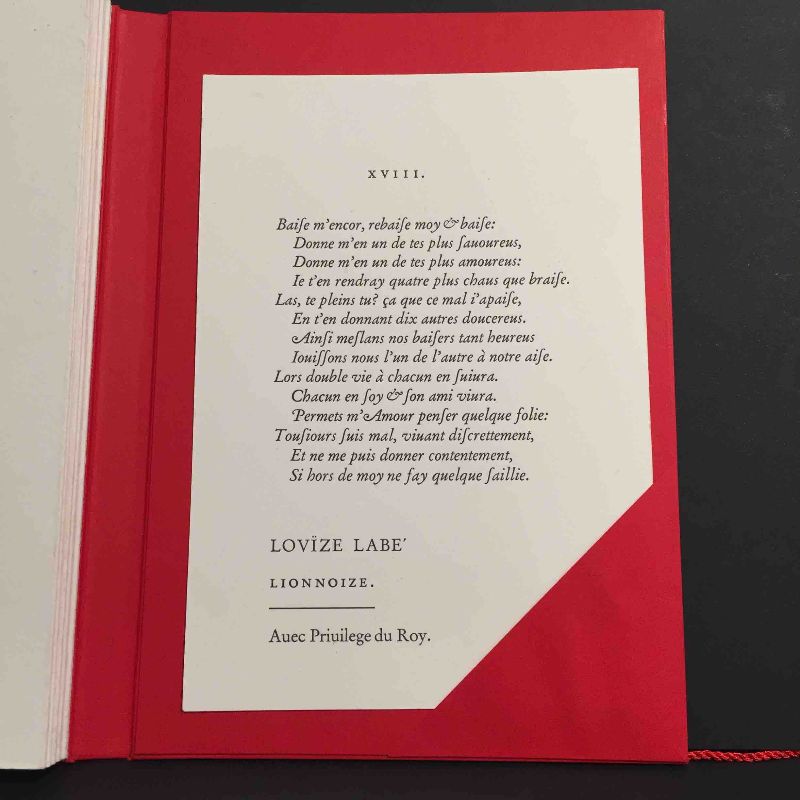 XVIII.
Baiſe m'encor, rebaiſe moy & baiſe:
Donne m'en un de tes plus ſauoureus,
Donne m'en un de tes plus amoureus:
Ie t'en rendray quatre plus chaus que braiſe.
Las, te pleins tu? ça que ce mal i'apaiſe,
En t'en donnant dix autres doucereus.
Ainſi meſlans nos baiſers tant heureus
Iouiſſons nous l'un de l'autre à notre aiſe.
Lors double vie à chacun en ſuiura.
Chacun en ſoy & ſon ami viura.
Permets m'Amour penſer quelque folie:
Touſiours ſuis mal, viuant diſcrettement,
Et ne me puis donner contentement,
Si hors de moy ne fay quelque ſaillie.
LOVÏZE LABE'
LIONNOIZE.
Auec Priuilege du Roy.